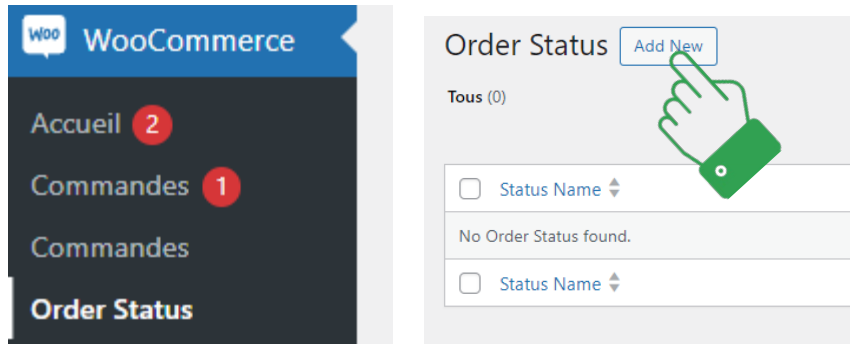 Woo WooCommerce
Accueil 2
Commandes 1
Commandes
Order Status
Order Status Add New
Tous (0)
Status Name
No Order Status found.
Status Name